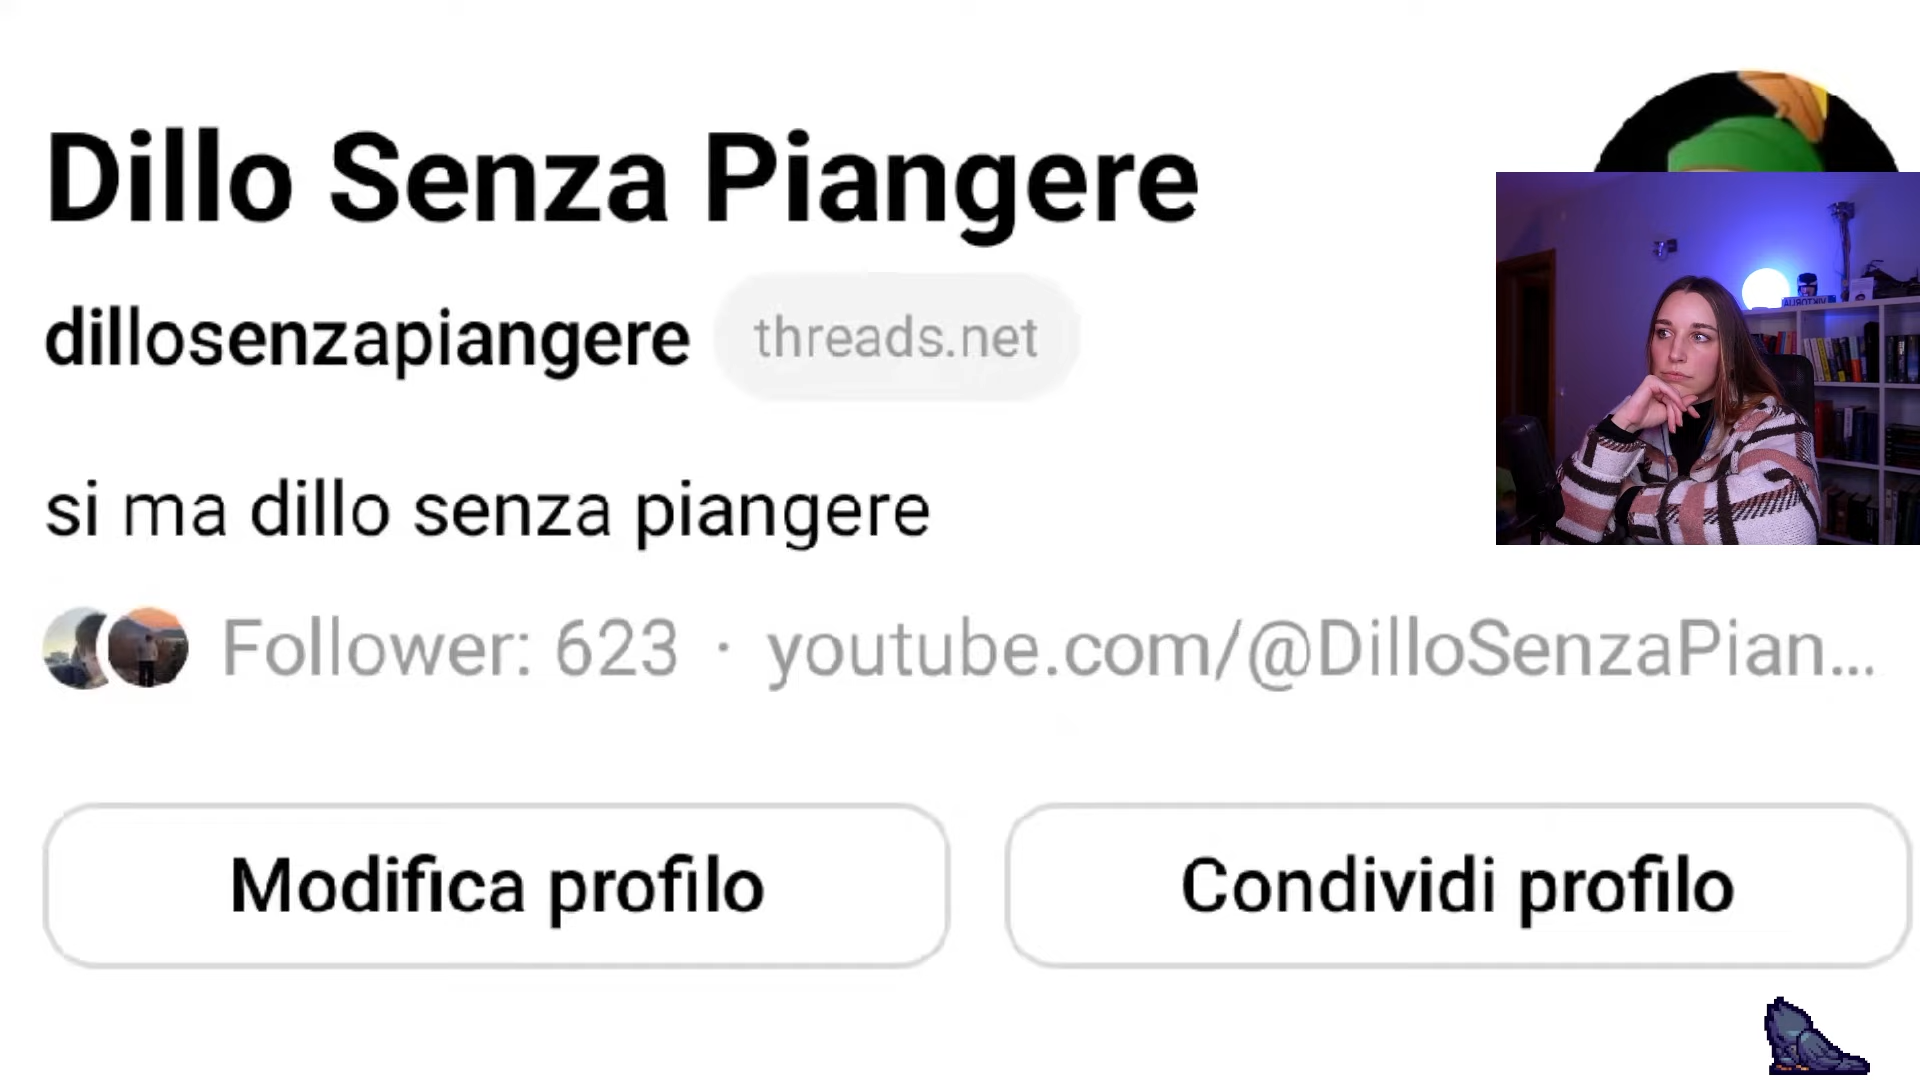 Dillo Senza Piangere
dillosenzapiangere threads.net
si ma dillo senza piangere
Follower: 623 · youtube.com/@DilloSenzaPian...
Modifica profilo
Condividi profilo